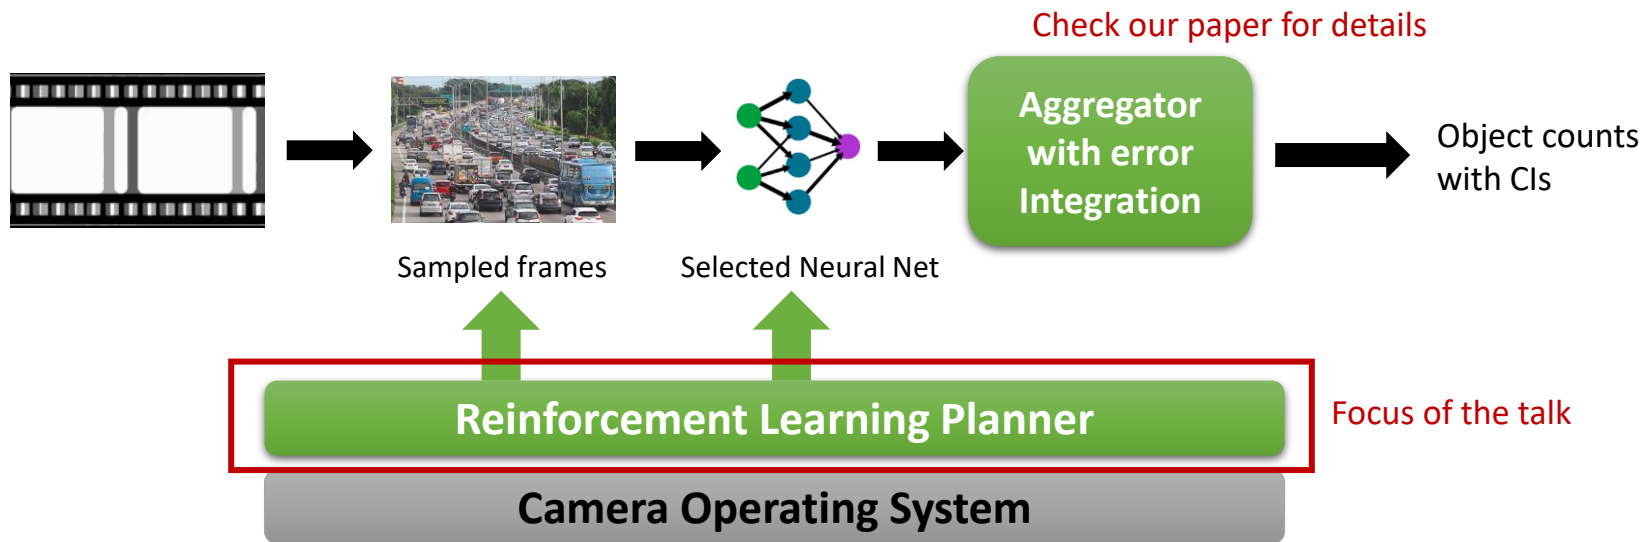 Check our paper for details
Aggregator
with error
Integration
Object counts
with CIs
Sampled frames
Selected Neural Net
Reinforcement Learning Planner
Focus of the talk
Camera Operating System